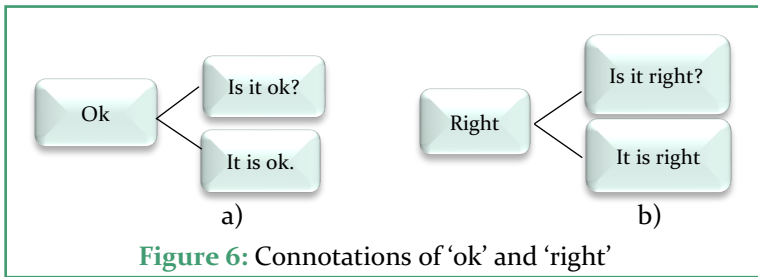 Ok
Is it ok?
It is ok.
a)
Right
Is it right?
It is right
b)
Figure 6: Connotations of ‘ok’ and ‘right’